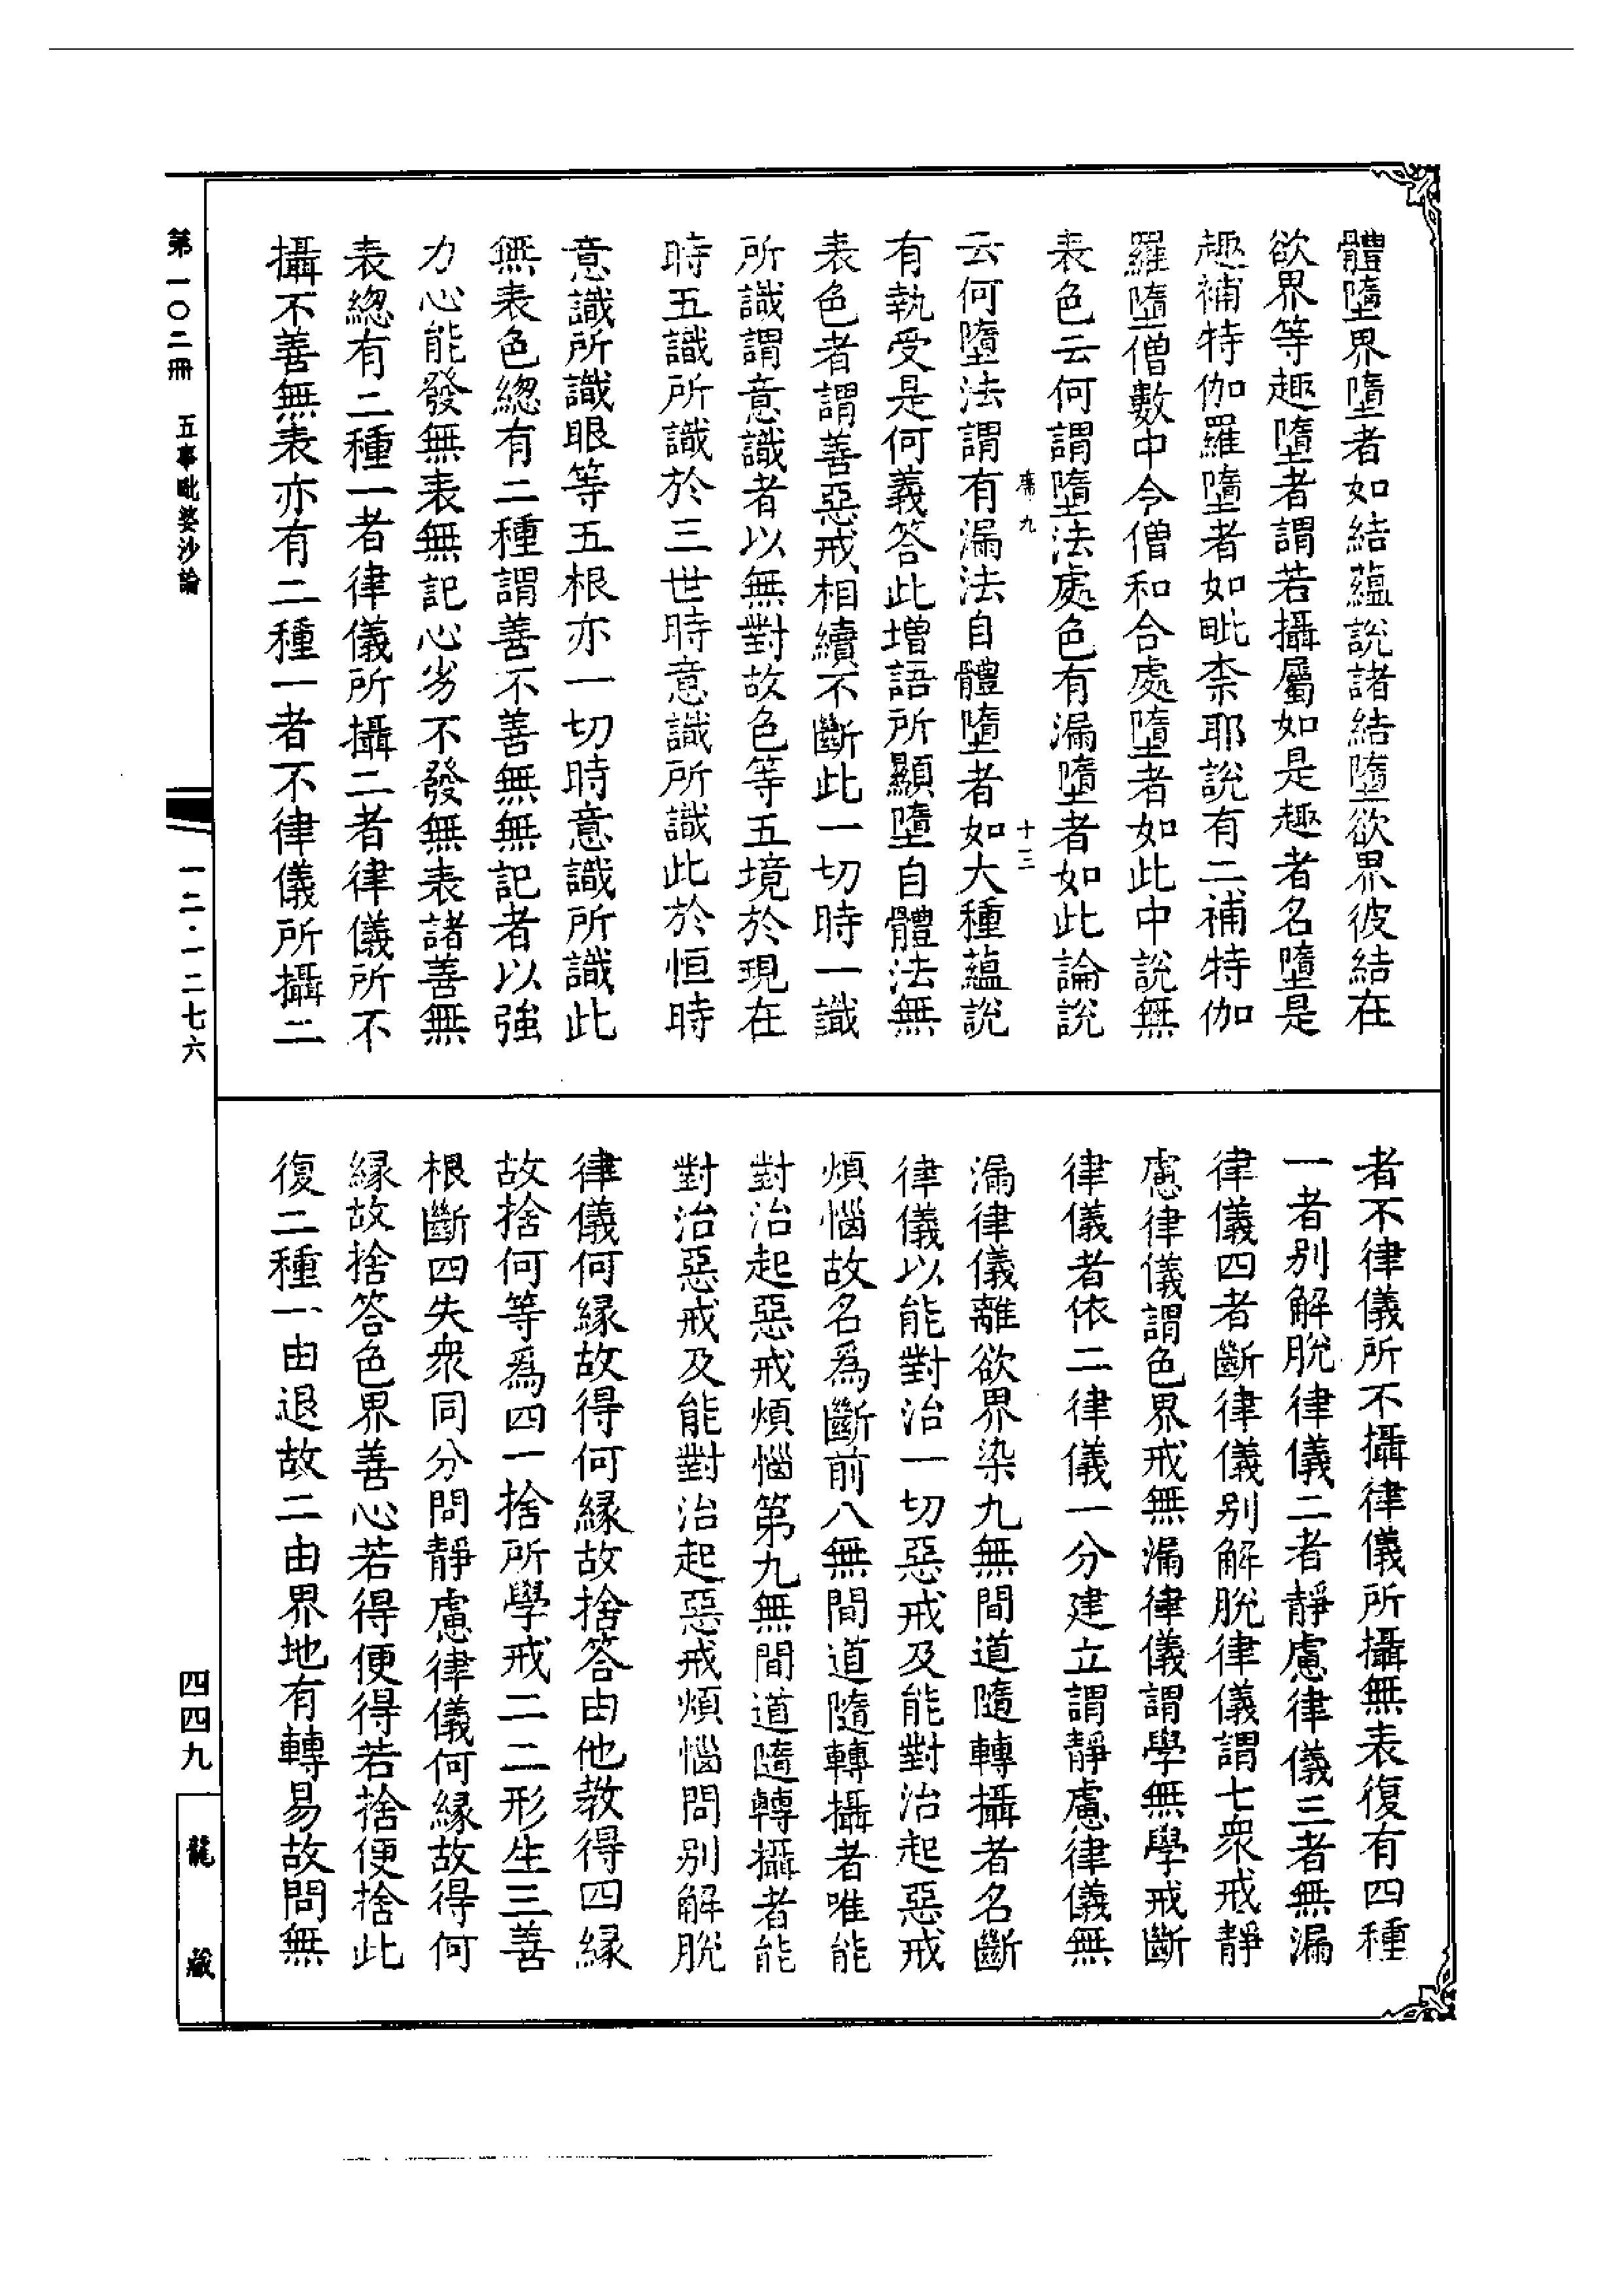 體墮界墮者如結蘊說諸結墮欲界彼結在
欲界等趣墮者謂若攝屬如是趣者名墮是
趣補特伽羅墮者如毗柰耶說有二補特伽
羅墮僧數中令僧和合處墮者如此中說無
表色云何謂墮法處色有漏墮者如此論說
云何墮法謂有漏法自體墮者如大種蘊說
席九 十三
有執受是何義答此增語所顯墮自體法無
表色者謂善惡戒相續不斷此一切時一識
所識謂意識者以無對故色等五境於現在
時五識所識於三世時意識所識此於恒時
意識所識眼等五根亦一切時意識所識此
無表色總有二種謂善不善無無記者以強
力心能發無表無記心劣不發無表諸善無
表總有二種一者律儀所攝二者律儀所不
攝不善無表亦有二種一者不律儀所攝二
者不律儀所不攝律儀所攝無表復有四種
一者別解脫律儀二者靜慮律儀三者無漏
律儀四者斷律儀別解脫律儀謂七衆戒靜
慮律儀謂色界戒無漏律儀謂學無學戒斷
律儀者依二律儀一分建立謂靜慮律儀無
漏律儀離欲界染九無間道隨轉攝者名斷
律儀以能對治一切惡戒及能對治起惡戒
煩惱故名爲斷前八無間道隨轉攝者唯能
對治起惡戒煩惱第九無間道隨轉攝者能
對治惡戒及能對治起惡戒煩惱問別解脫
律儀何緣故得何緣故捨答由他教得四緣
故捨何等爲四一捨所學戒二二形生三善
根斷四失衆同分問靜慮律儀何緣故得何
緣故捨答色界善心若得便得若捨便捨此
復二種一由退故二由界地有轉易故問無
第一〇二冊 五事毗婆沙論
一二·一二七六
四四九
龍藏